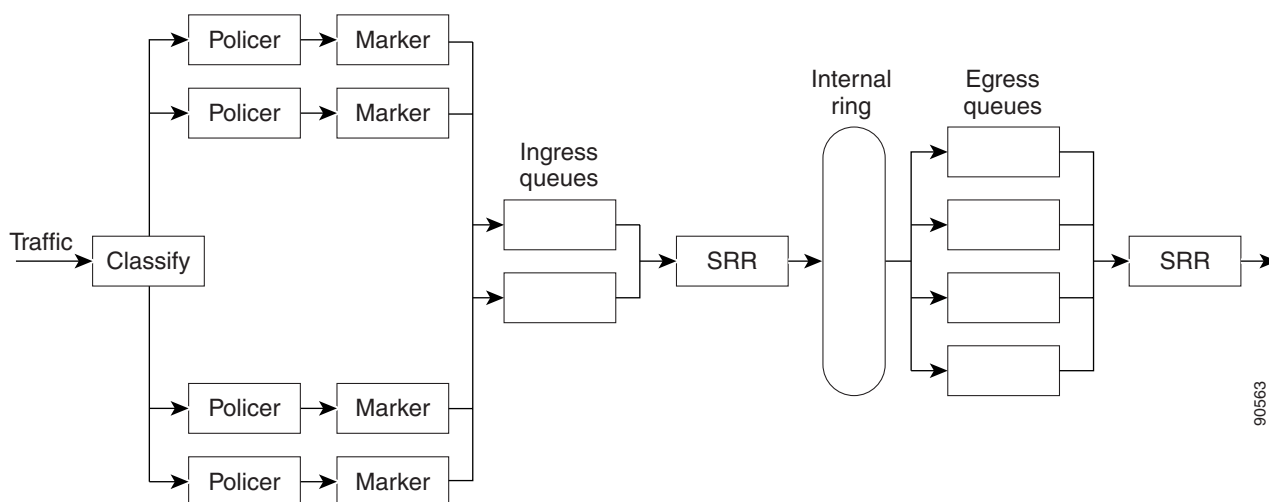 Policer
Marker
Policer
Marker
Internal
ring
Egress
queues
Ingress
queues
Traffic
Classify
SRR
SRR
Policer
Marker
Policer
Marker
90563